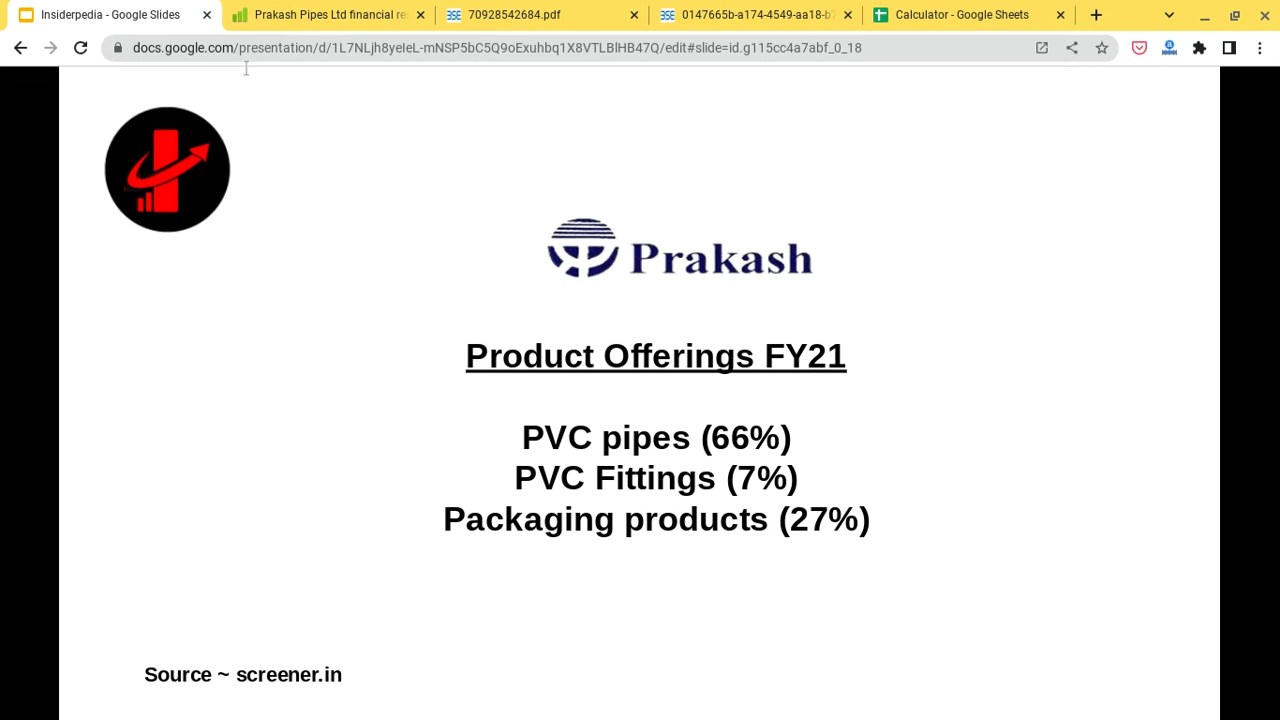 Insiderpedia - Google Slides
Prakash Pipes Ltd financial re
70928542684.pdf
0147665b-a174-4549-aa18-b7
Calculator - Google Sheets
docs.google.com/presentation/d/1L7NLjh8yeIeL-mNSP5bC5Q9oExuhbq1X8VTLBlHB47Q/edit#slide=id.g115cc4a7abf_0_18
Prakash
Product Offerings FY21
PVC pipes (66%)
PVC Fittings (7%)
Packaging products (27%)
Source ~ screener.in